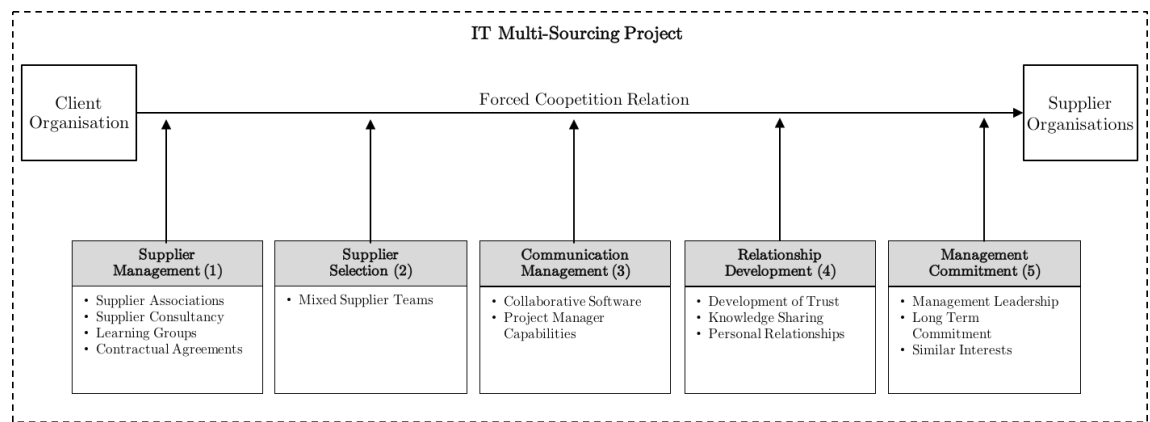 IT Multi-Sourcing Project
Client
Organisation
Forced Coopetition Relation
Supplier
Organisations
Supplier
Management (1)
• Supplier Associations
• Supplier Consultancy
• Learning Groups
• Contractual Agreements
Supplier
Selection (2)
• Mixed Supplier Teams
Communication
Management (3)
• Collaborative Software
• Project Manager
Capabilities
Relationship
Development (4)
• Development of Trust
• Knowledge Sharing
• Personal Relationships
Management
Commitment (5)
• Management Leadership
• Long Term
Commitment
• Similar Interests